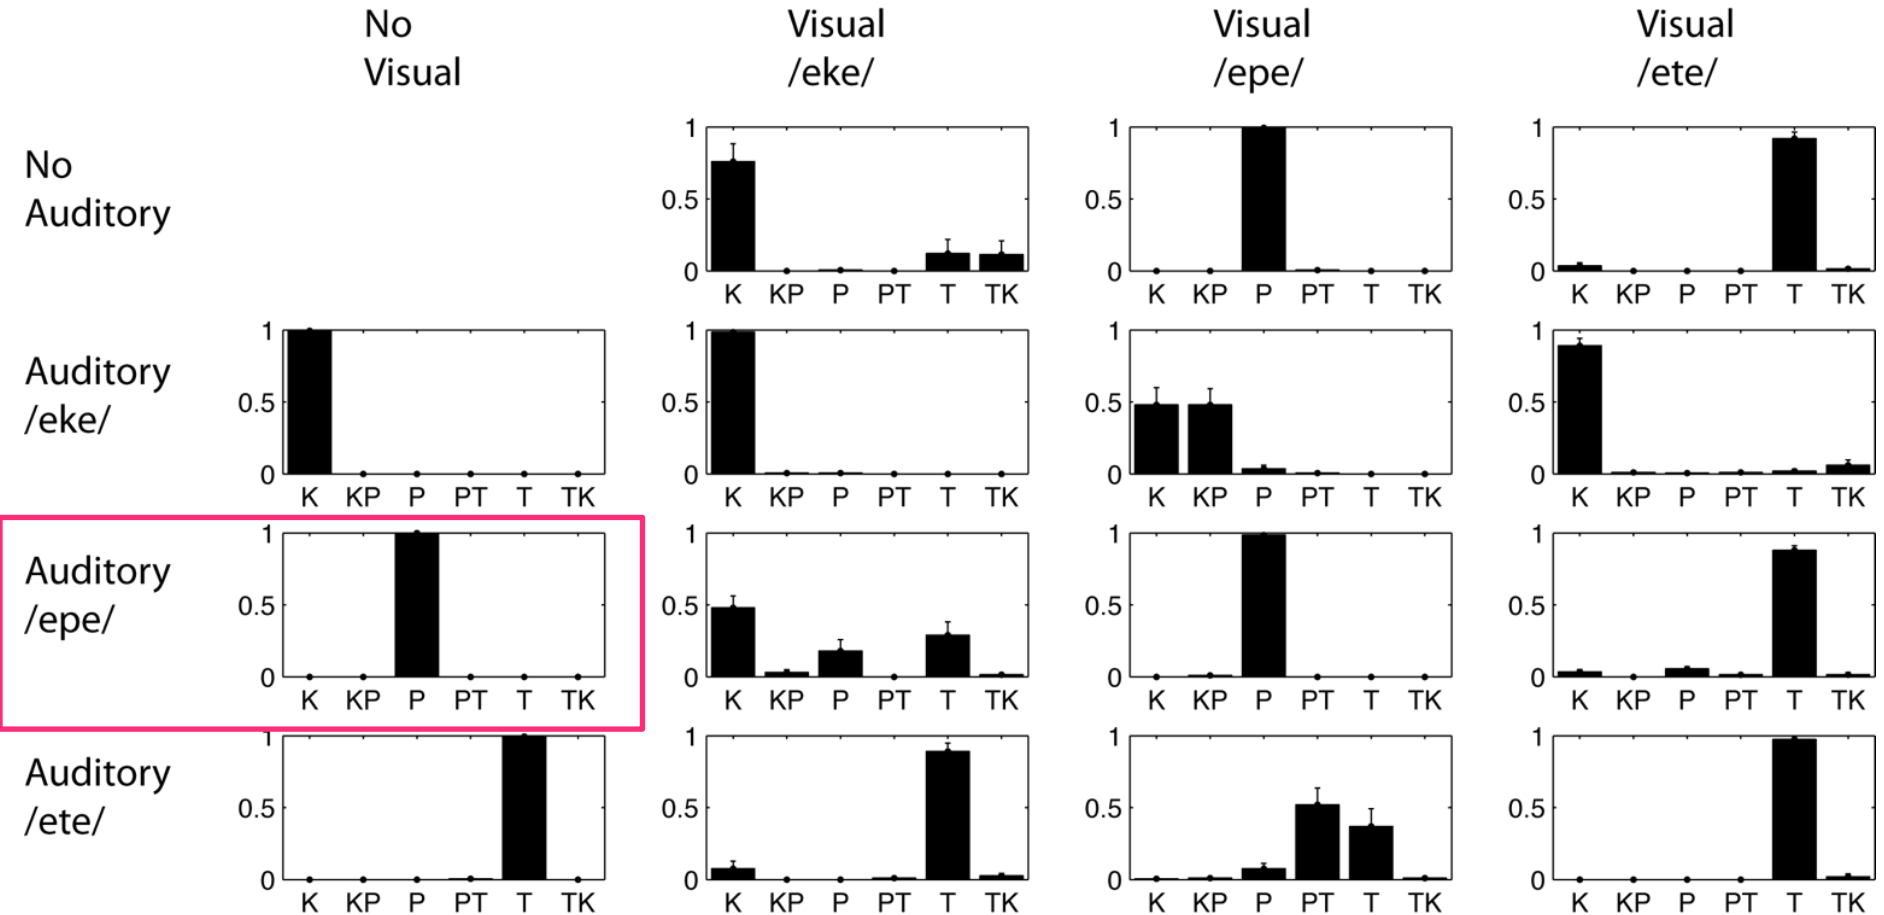 No Visual
Visual /eke/
Visual /epe/
Visual /ete/
No Auditory
1 0.5 0
K KP P PT T TK
1 0.5 0
K KP P PT T TK
1 0.5 0
K KP P PT T TK
Auditory /eke/
1 0.5 0
K KP P PT T TK
1 0.5 0
K KP P PT T TK
1 0.5 0
K KP P PT T TK
1 0.5 0
K KP P PT T TK
Auditory /epe/
1 0.5 0
K KP P PT T TK
1 0.5 0
K KP P PT T TK
1 0.5 0
K KP P PT T TK
1 0.5 0
K KP P PT T TK
Auditory /ete/
1 0.5 0
K KP P PT T TK
1 0.5 0
K KP P PT T TK
1 0.5 0
K KP P PT T TK
1 0.5 0
K KP P PT T TK